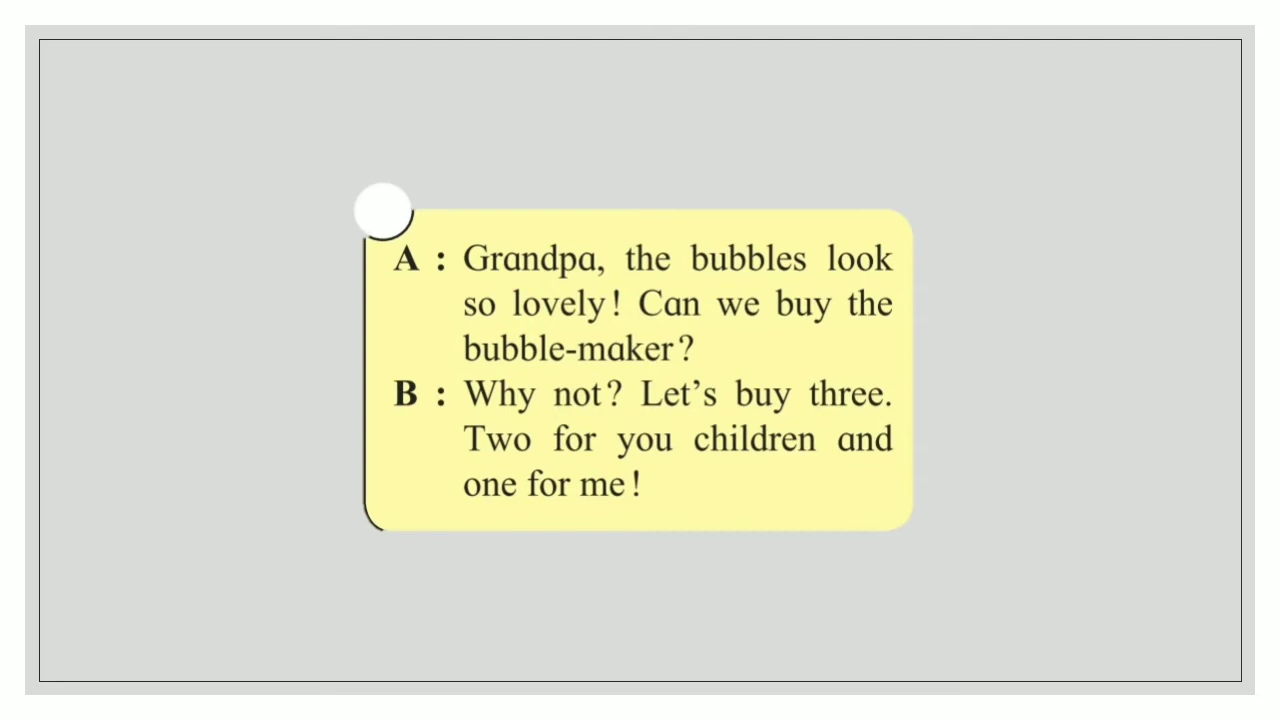 A : Grandpa, the bubbles look
so lovely! Can we buy the
bubble-maker?
B : Why not? Let’s buy three.
Two for you children and
one for me!